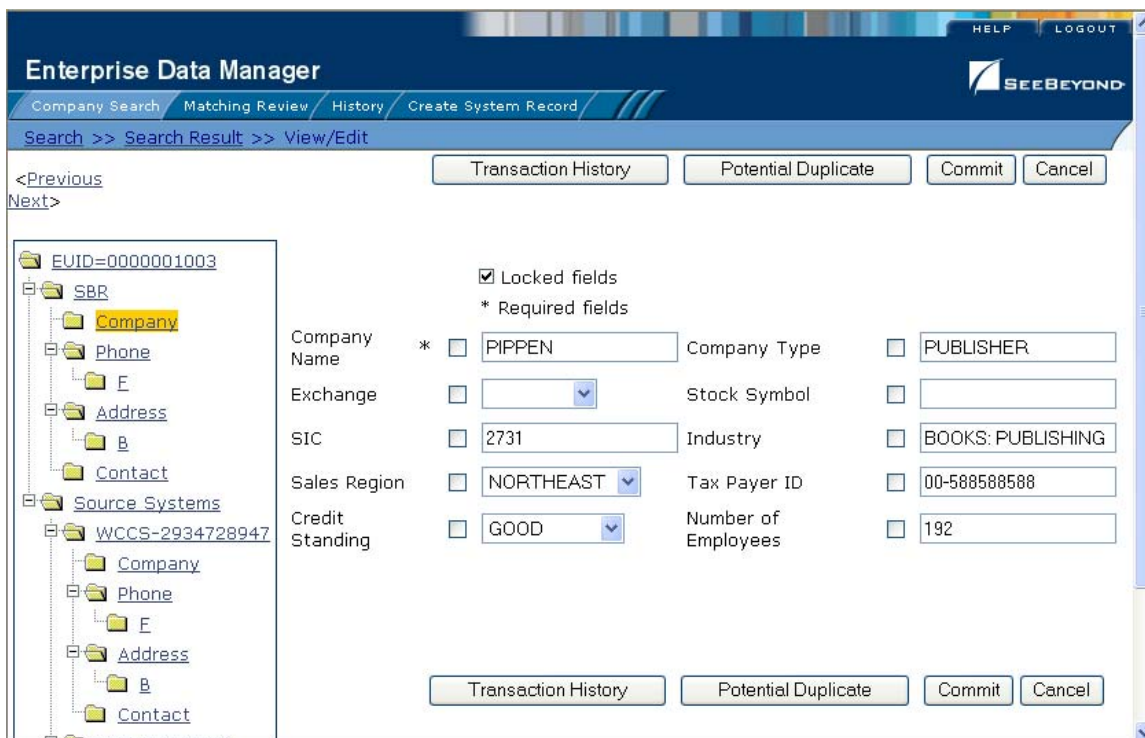 HELP LOGOUT
Enterprise Data Manager
SEEBEYOND
Company Search Matching Review History Create System Record
Search >> Search Result >> View/Edit
<Previous
Next>
Transaction History Potential Duplicate Commit Cancel
EUID=0000001003
SBR
Company
Phone
F
Address
B
Contact
Source Systems
WCCS-2934728947
Company
Phone
F
Address
B
Contact
Locked fields
* Required fields
Company Name * PIPPEN Company Type PUBLISHER
Exchange Stock Symbol
SIC 2731 Industry BOOKS: PUBLISHING
Sales Region NORTHEAST Tax Payer ID 00-588588588
Credit Standing GOOD Number of Employees 192
Transaction History Potential Duplicate Commit Cancel